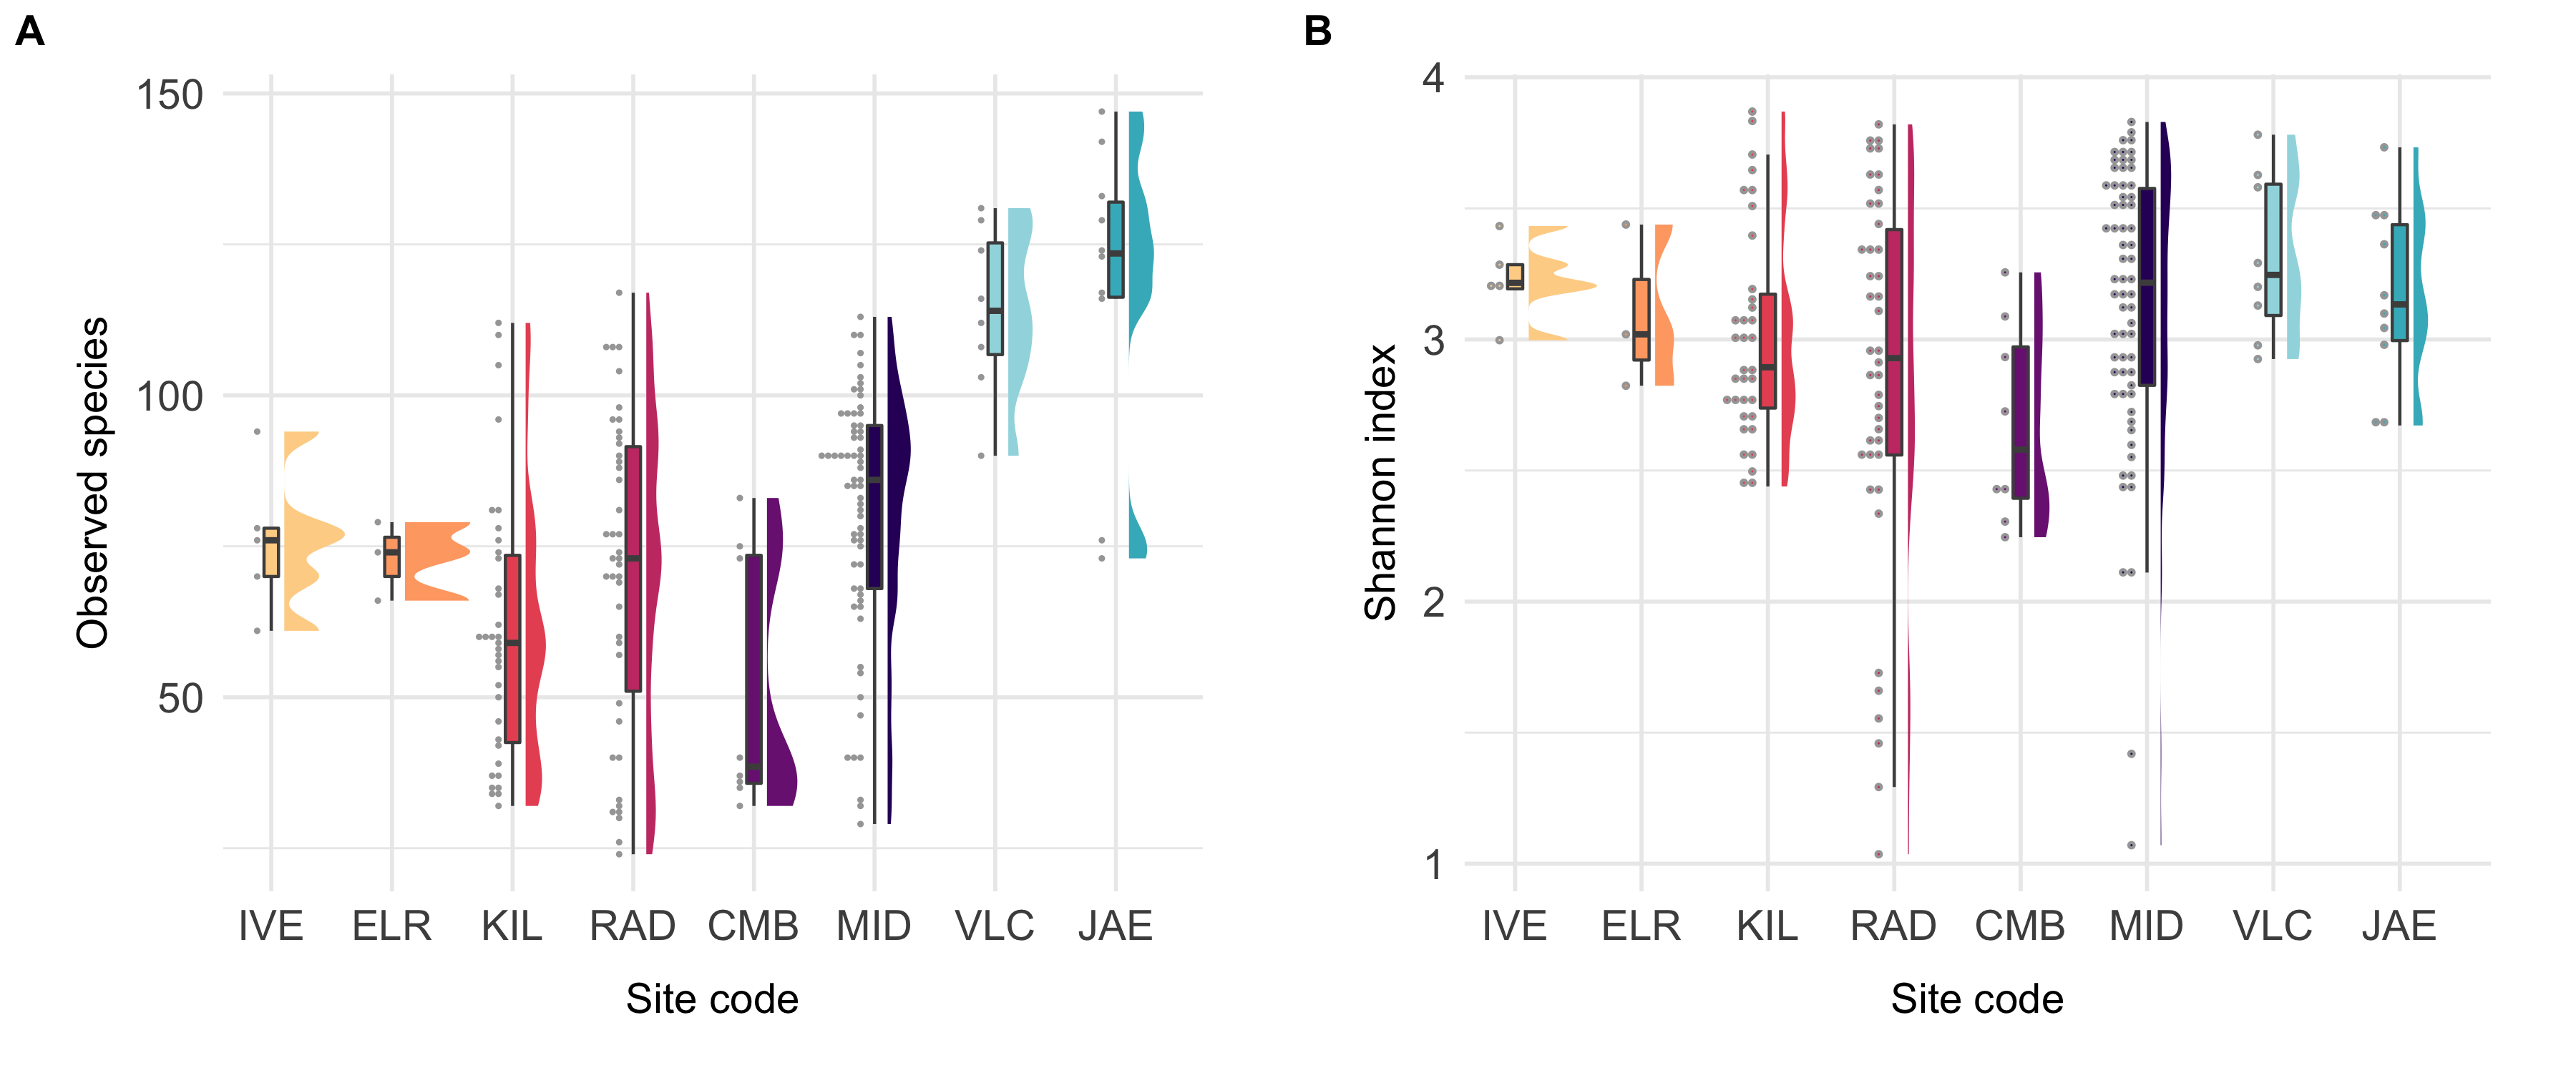 A
Observed species
150
100
50
IVE ELR KIL RAD CMB MID VLC JAE
Site code
B
Shannon index
4
3
2
1
IVE ELR KIL RAD CMB MID VLC JAE
Site code